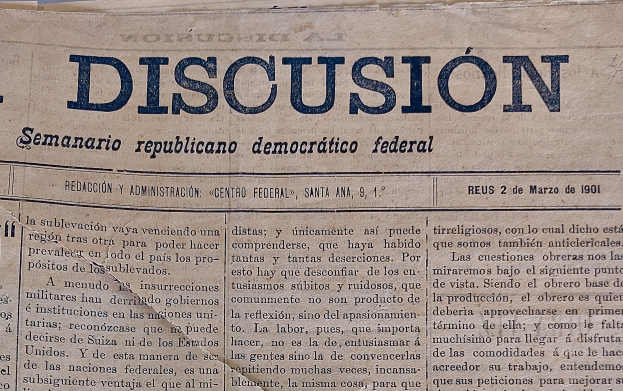 DISCUSIÓN
Semanario republicano democrático federal
REDACCIÓN Y ADMINISTRACIÓN: «CENTRO FEDERAL», SANTA ANA, 9, 1.º
REUS 2 de Marzo de 1901
la sublevación vaya venciendo una
región tras otra para poder hacer
prevalecer en todo el país los pro-
pósitos de los sublevados.
A menudo las insurrecciones
militares han derribado gobiernos
é instituciones en las naciones uni-
tarias; reconózcase que no puede
decirse de Suiza ni de los Estados
Unidos. Y de esta manera de ser
de las naciones federales, es una
subsiguiente ventaja el que al mi-
distas; y únicamente así puede
comprenderse, que haya habido
tantas y tantas deserciones. Por
esto hay que desconfiar de los en-
tusiasmos súbitos y ruidosos, que
comunmente no son producto de
la reflexión, sino del apasionamiento.
La labor, pues, que importa
hacer, no es la de, entusiasmar á
las gentes sino la de convencerlas
repitiendo muchas veces, incansa-
blemente, la misma cosa, para que
tirreligiosos, con lo cual dicho está
que somos también anticlericales.
Las cuestiones obreras nos las
miraremos bajo el siguiente punto
de vista. Siendo el obrero base de
la producción, el obrero es quien
debería aprovecharse en primer
término de ella; y como le falta
muchísimo para llegar á disfrutar
de las comodidades á que le hace
acreedor su trabajo, entendemos
que sus peticiones para mejorar s